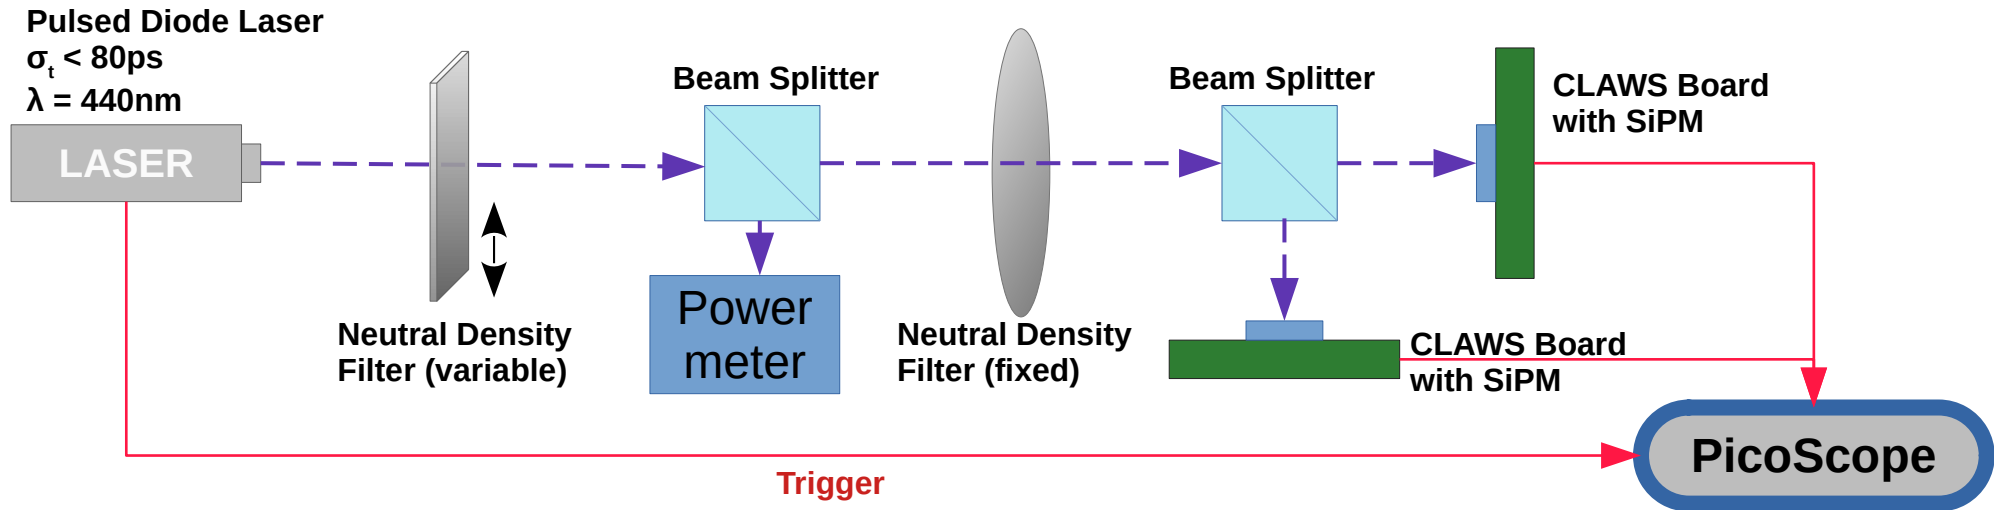 Pulsed Diode Laser
σt < 80ps
λ = 440nm
LASER
Neutral Density
Filter (variable)
Beam Splitter
Power
meter
Neutral Density
Filter (fixed)
Beam Splitter
CLAWS Board
with SiPM
CLAWS Board
with SiPM
Trigger
PicoScope